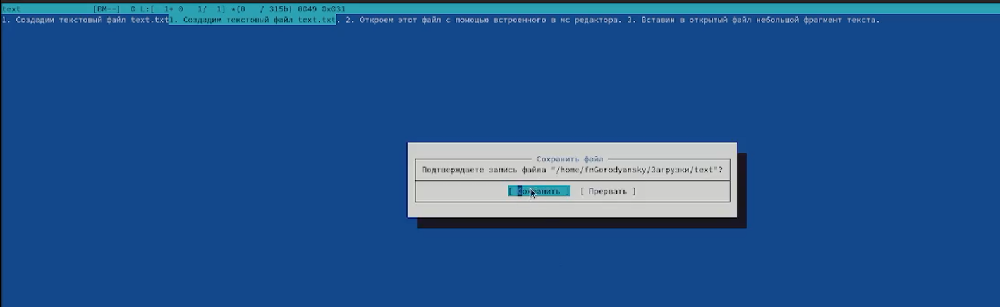 text [BM--] 0 L:[ 1+ 0 1/ 1] *(0 / 315b) 0049 0x031
1. Создадим текстовый файл text.txt1. Создадим текстовый файл text.txt. 2. Откроем этот файл с помощью встроенного в mc редактора. 3. Вставим в открытый файл небольшой фрагмент текста.
Сохранить файл
Подтверждаете запись файла "/home/fnGorodyansky/Загрузки/text"?
[ Сохранить ] [ Прервать ]